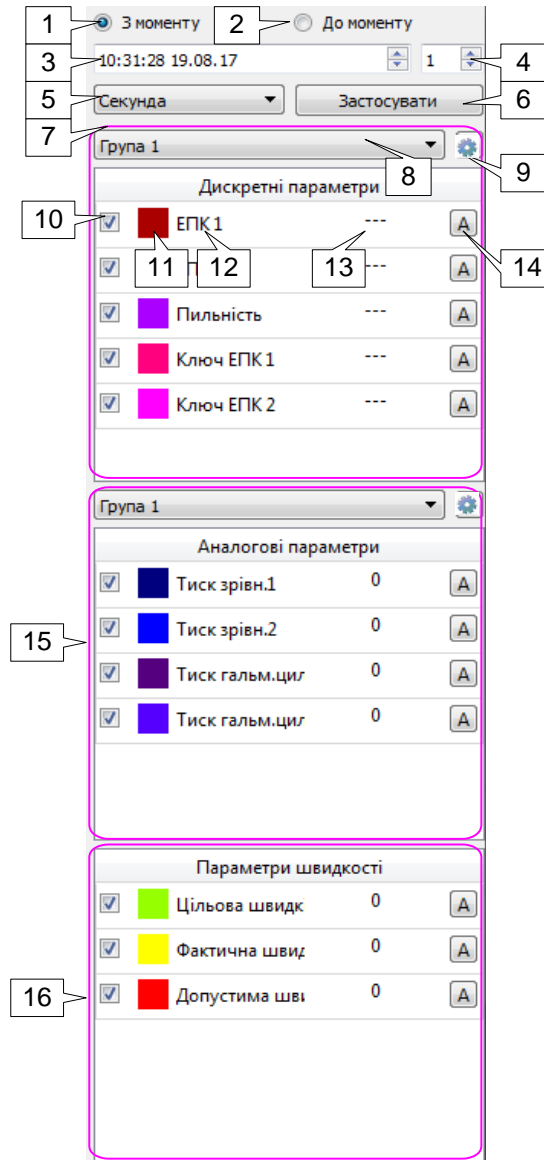 1 З моменту 2 До моменту
3 10:31:28 19.08.17 1 4
5 Секунда Застосувати 6
7
Група 1 8 9
Дискретні параметри
10 ЕПК 1 --- A
11 12 13 --- A 14
Пильність --- A
Ключ ЕПК 1 --- A
Ключ ЕПК 2 --- A
Група 1
Аналогові параметри
Тиск зрівн.1 0 A
15 Тиск зрівн.2 0 A
Тиск гальм.цил 0 A
Тиск гальм.цил 0 A
Параметри швидкості
Цільова швидк 0 A
Фактична швид 0 A
16 Допустима шви 0 A